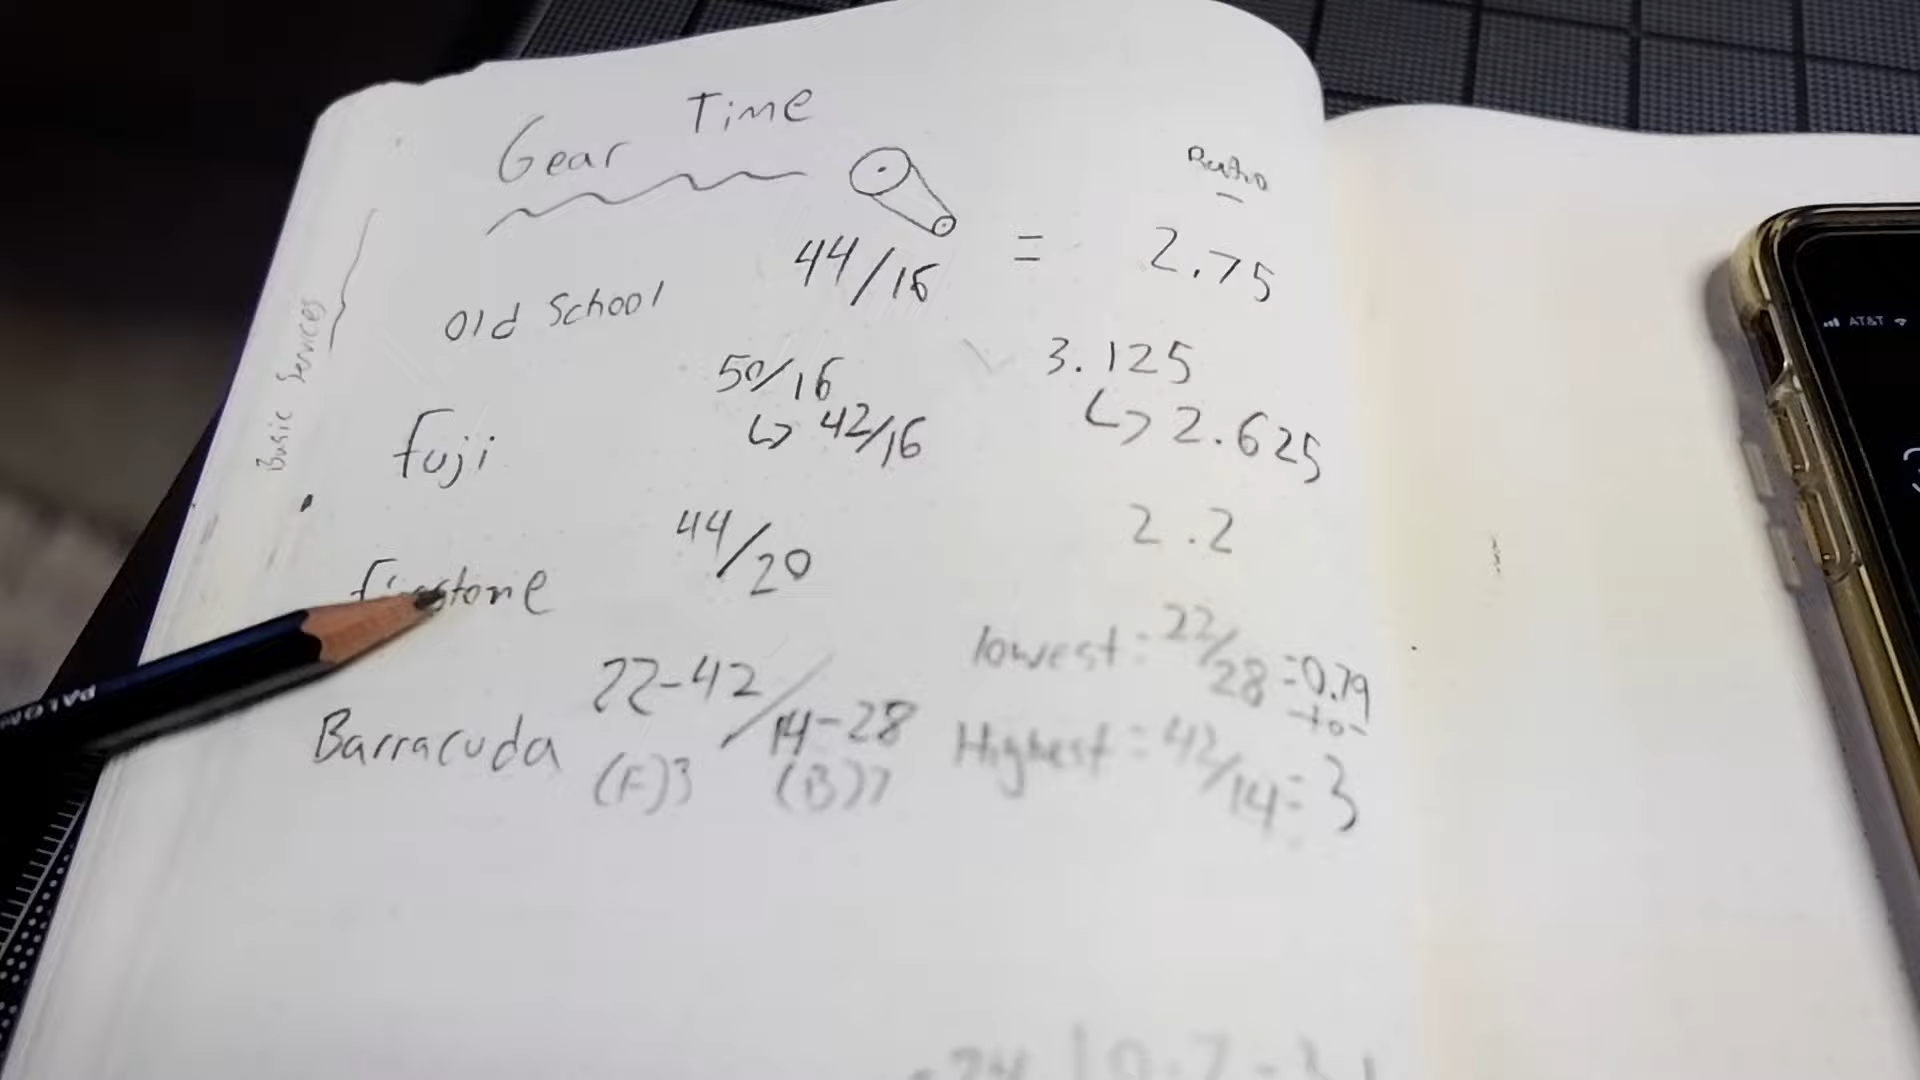 Gear Time
Ratio
Old School 44/16 = 2.75
Fuji 50/16 3.125
↳ 42/16 ↳ 2.625
44/20 2.2
Barracuda 22-42/14-28 lowest: 22/28 = 0.79
-to-
(F)3 (B)7 Highest: 42/14 = 3
Basic Services
PALOM
AT&T